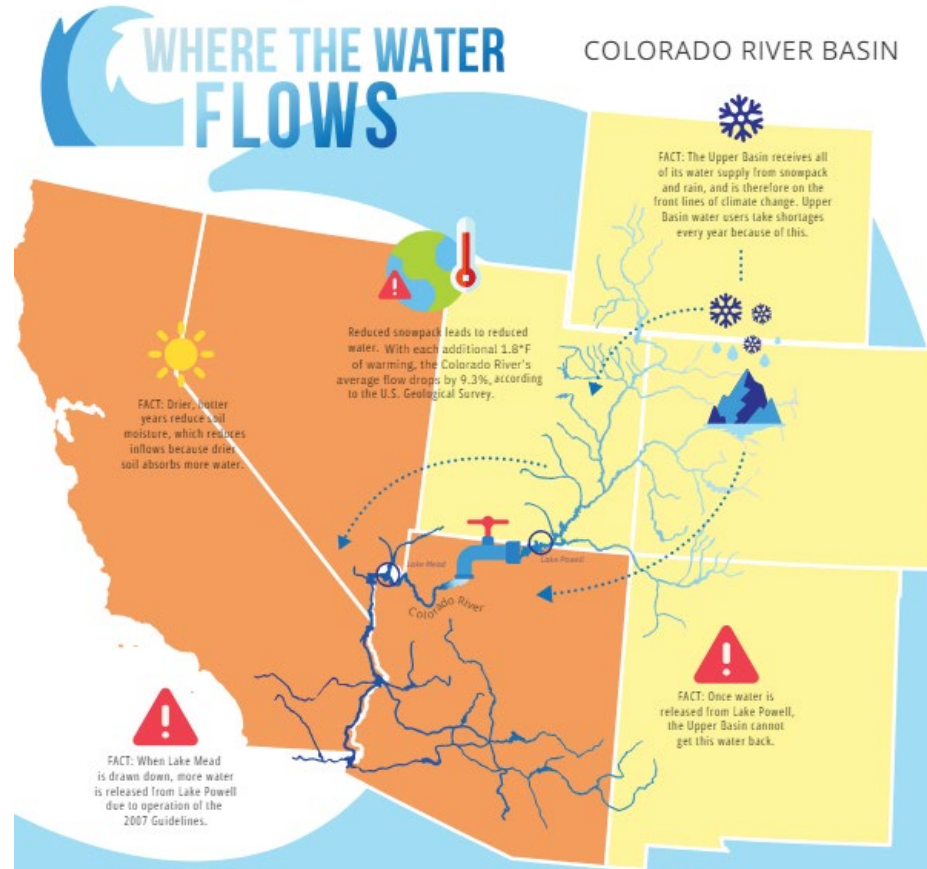 WHERE THE WATER
FLOWS
COLORADO RIVER BASIN
FACT: The Upper Basin receives all
of its water supply from snowpack
and rain, and is therefore on the
front lines of climate change. Upper
Basin water users take shortages
every year because of this.
Reduced snowpack leads to reduced
water. With each additional 1.8°F
of warming, the Colorado River's
average flow drops by 9.3%, according
to the U.S. Geological Survey.
FACT: Drier, hotter
years reduce soil
moisture, which reduces
inflows because drier
soil absorbs more water.
Lake Mead
Lake Powell
Colorado River
FACT: Once water is
released from Lake Powell,
the Upper Basin cannot
get this water back.
FACT: When Lake Mead
is drawn down, more water
is released from Lake Powell
due to operation of the
2007 Guidelines.